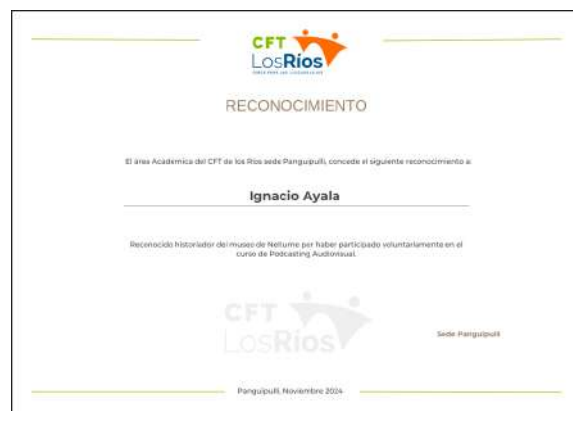 CFT
LosRíos
RECONOCIMIENTO
El área Académica del CFT de los Ríos sede Panguipulli, concede el siguiente reconocimiento a:
Ignacio Ayala
Reconocido historiador del museo de Neltume por haber participado voluntariamente en el
curso de Podcasting Audiovisual.
CFT
LosRíos
Sede Panguipulli
Panguipulli, Noviembre 2024